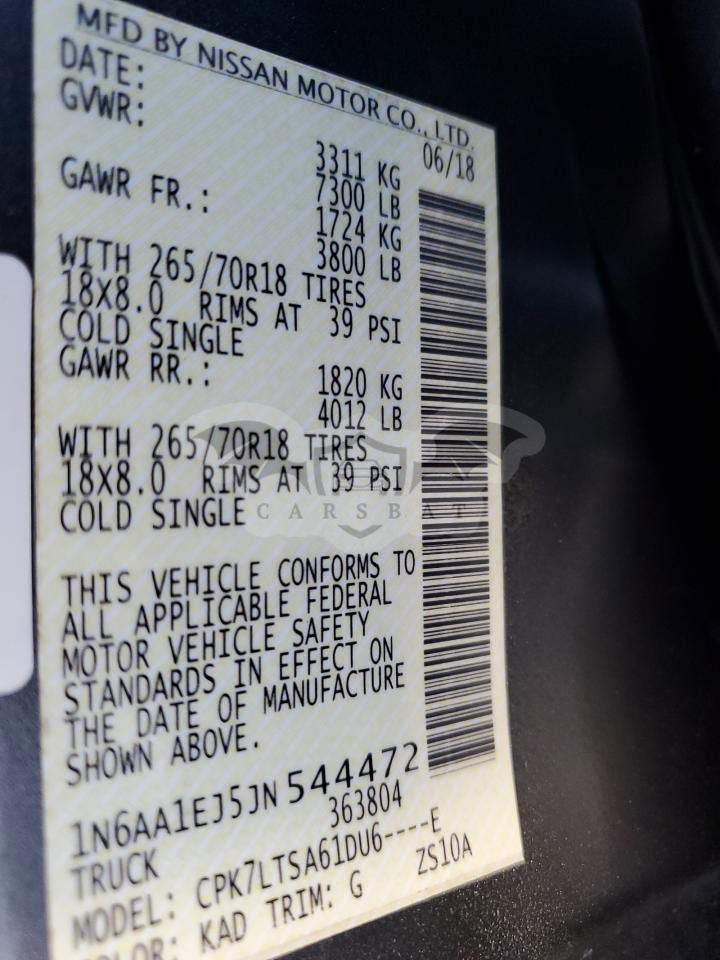 MFD BY NISSAN MOTOR CO., LTD.
DATE: 06/18
GVWR: 3311 KG
7300 LB
GAWR FR.: 1724 KG
3800 LB
WITH 265/70R18 TIRES
18X8.0 RIMS AT 39 PSI
COLD SINGLE
GAWR RR.: 1820 KG
4012 LB
WITH 265/70R18 TIRES
18X8.0 RIMS AT 39 PSI
COLD SINGLE
CARSBAT
THIS VEHICLE CONFORMS TO
ALL APPLICABLE FEDERAL
MOTOR VEHICLE SAFETY
STANDARDS IN EFFECT ON
THE DATE OF MANUFACTURE
SHOWN ABOVE.
1N6AA1EJ5JN544472
TRUCK 363804
MODEL: CPK7LTSA61DU6----E
COLOR: KAD TRIM: G ZS10A